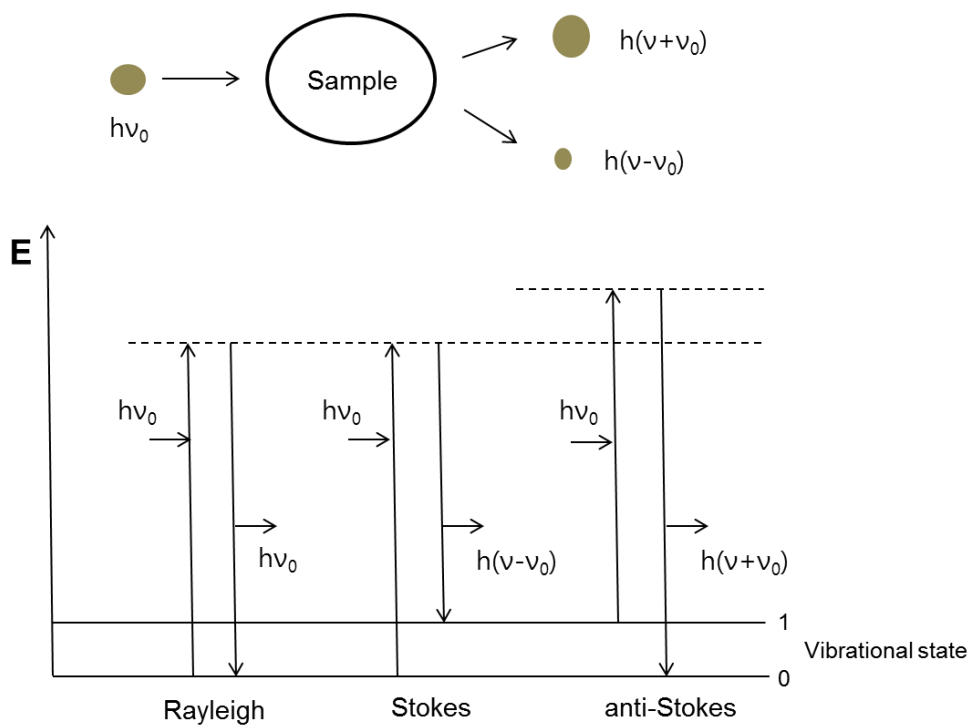 h(ν+ν₀)
Sample
hν₀
h(ν-ν₀)
E
hν₀
hν₀
hν₀
hν₀
h(ν-ν₀)
h(ν+ν₀)
1
Vibrational state
0
Rayleigh
Stokes
anti-Stokes